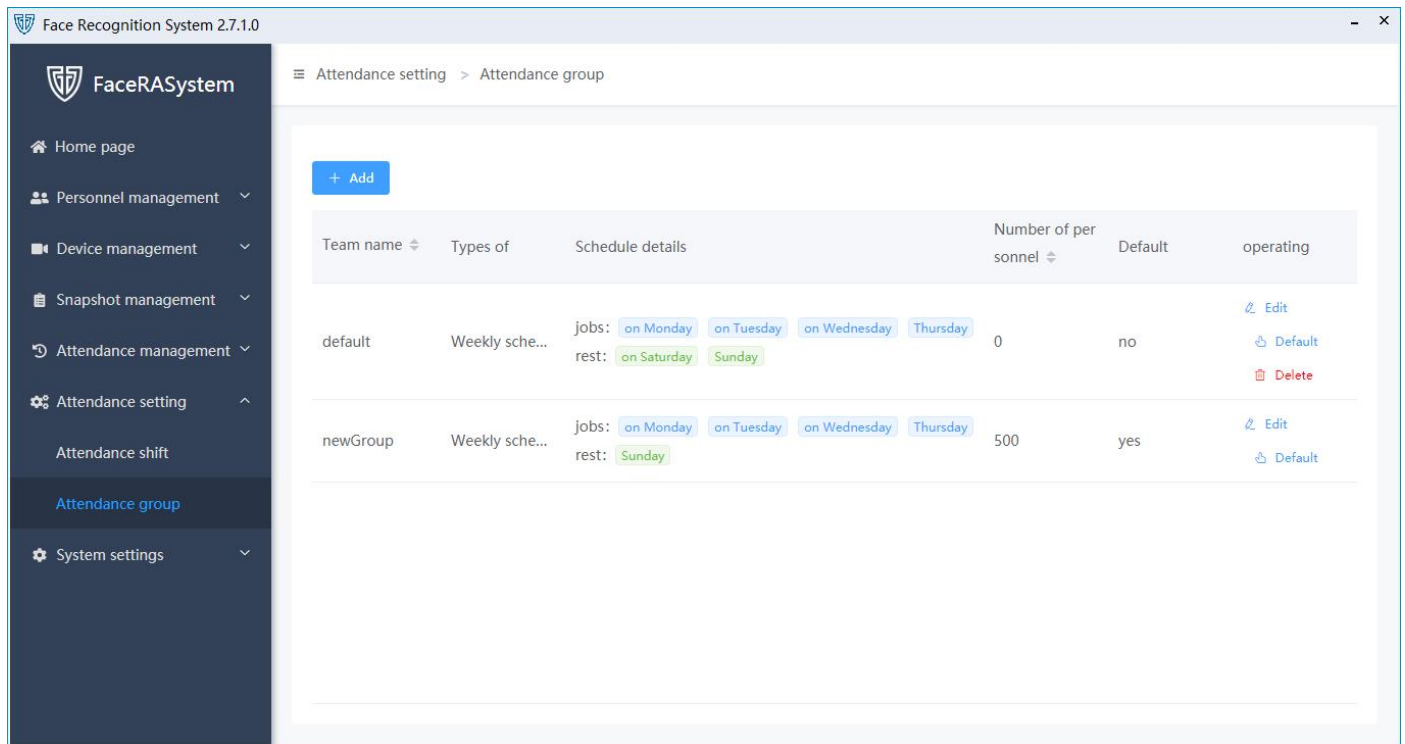 Face Recognition System 2.7.1.0
FaceRASystem
Attendance setting > Attendance group
Home page
Personnel management
Device management
Snapshot management
Attendance management
Attendance setting
Attendance shift
Attendance group
System settings
+ Add
Team name Types of Schedule details Number of per Default operating
sonnel
default Weekly sche... jobs: on Monday on Tuesday on Wednesday Thursday 0 no Edit
rest: on Saturday Sunday Default
Delete
newGroup Weekly sche... jobs: on Monday on Tuesday on Wednesday Thursday 500 yes Edit
rest: Sunday Default